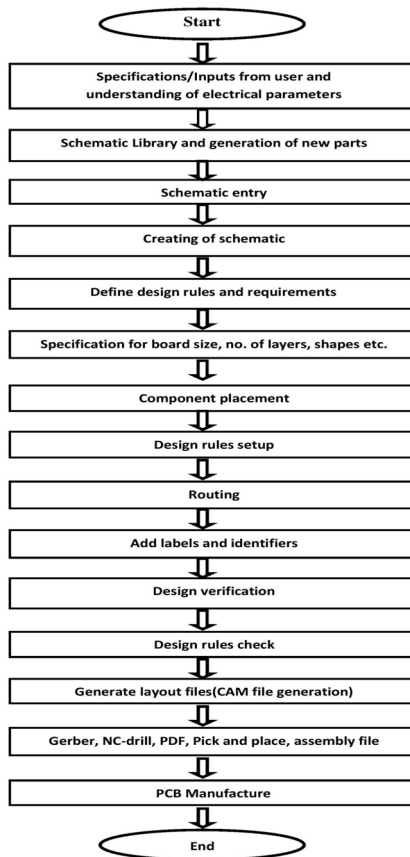 Start
Specifications/Inputs from user and
understanding of electrical parameters
Schematic Library and generation of new parts
Schematic entry
Creating of schematic
Define design rules and requirements
Specification for board size, no. of layers, shapes etc.
Component placement
Design rules setup
Routing
Add labels and identifiers
Design verification
Design rules check
Generate layout files(CAM file generation)
Gerber, NC-drill, PDF, Pick and place, assembly file
PCB Manufacture
End